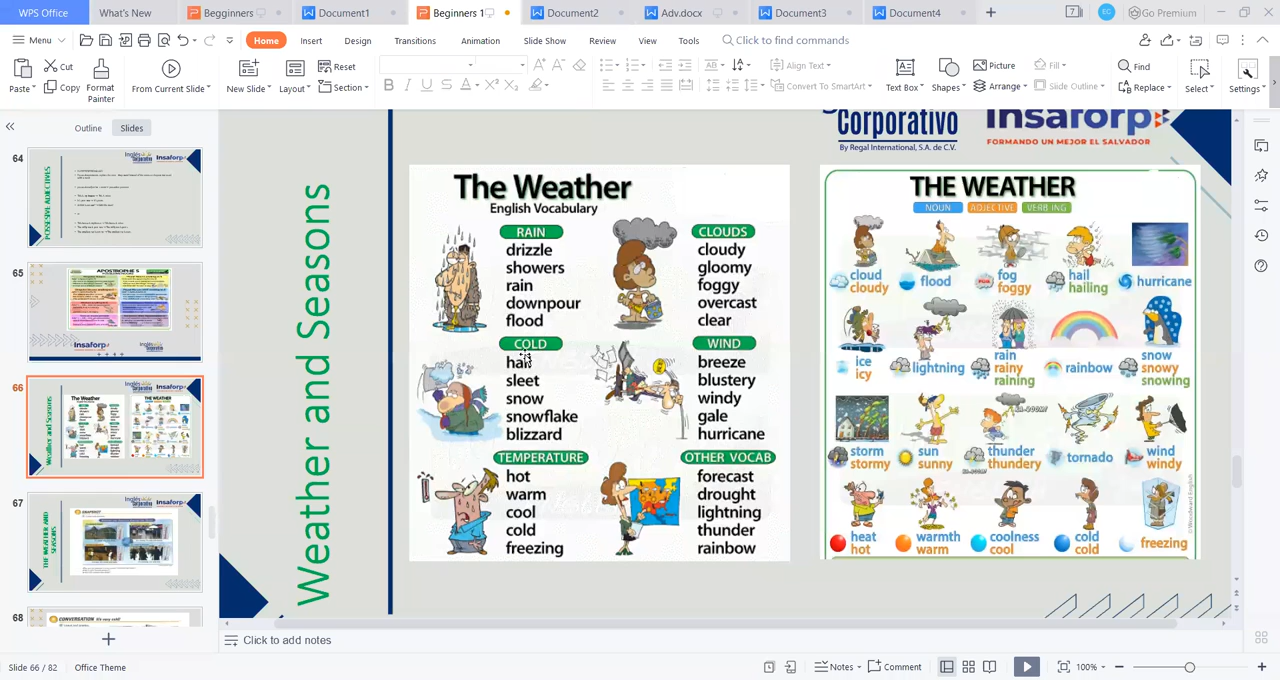 WPS Office
What's New
Begginers
Document1
Beginners 1
Document2
Adv.docx
Document3
Document4
7
EC
Go Premium
Menu
Home
Insert
Design
Transitions
Animation
Slide Show
Review
View
Tools
Click to find commands
Paste
Cut
Copy
Format
Painter
From Current Slide
New Slide
Layout
Reset
Section
Align Text
Convert To SmartArt
Text Box
Shapes
Picture
Fill
Arrange
Slide Outline
Find
Replace
Select
Settings
Outline
Slides
64
65
66
67
68
Corporativo
By Regal International, S.A. de C.V.
Insaforp
FORMANDO UN MEJOR EL SALVADOR
Weather and Seasons
The Weather
English Vocabulary
RAIN
drizzle
showers
rain
downpour
flood
CLOUDS
cloudy
gloomy
foggy
overcast
clear
COLD
hail
sleet
snow
snowflake
blizzard
WIND
breeze
blustery
windy
gale
hurricane
TEMPERATURE
hot
warm
cool
cold
freezing
OTHER VOCAB
forecast
drought
lightning
thunder
rainbow
THE WEATHER
NOUN ADJECTIVE VERB ING
cloud
cloudy
flood
fog
foggy
hail
hailing
hurricane
ice
icy
lightning
rain
rainy
raining
rainbow
snow
snowy
snowing
storm
stormy
sun
sunny
thunder
thundery
tornado
wind
windy
heat
hot
warmth
warm
coolness
cool
cold
cold
freezing
Click to add notes
Slide 66 / 82
Office Theme
Notes
Comment
100%